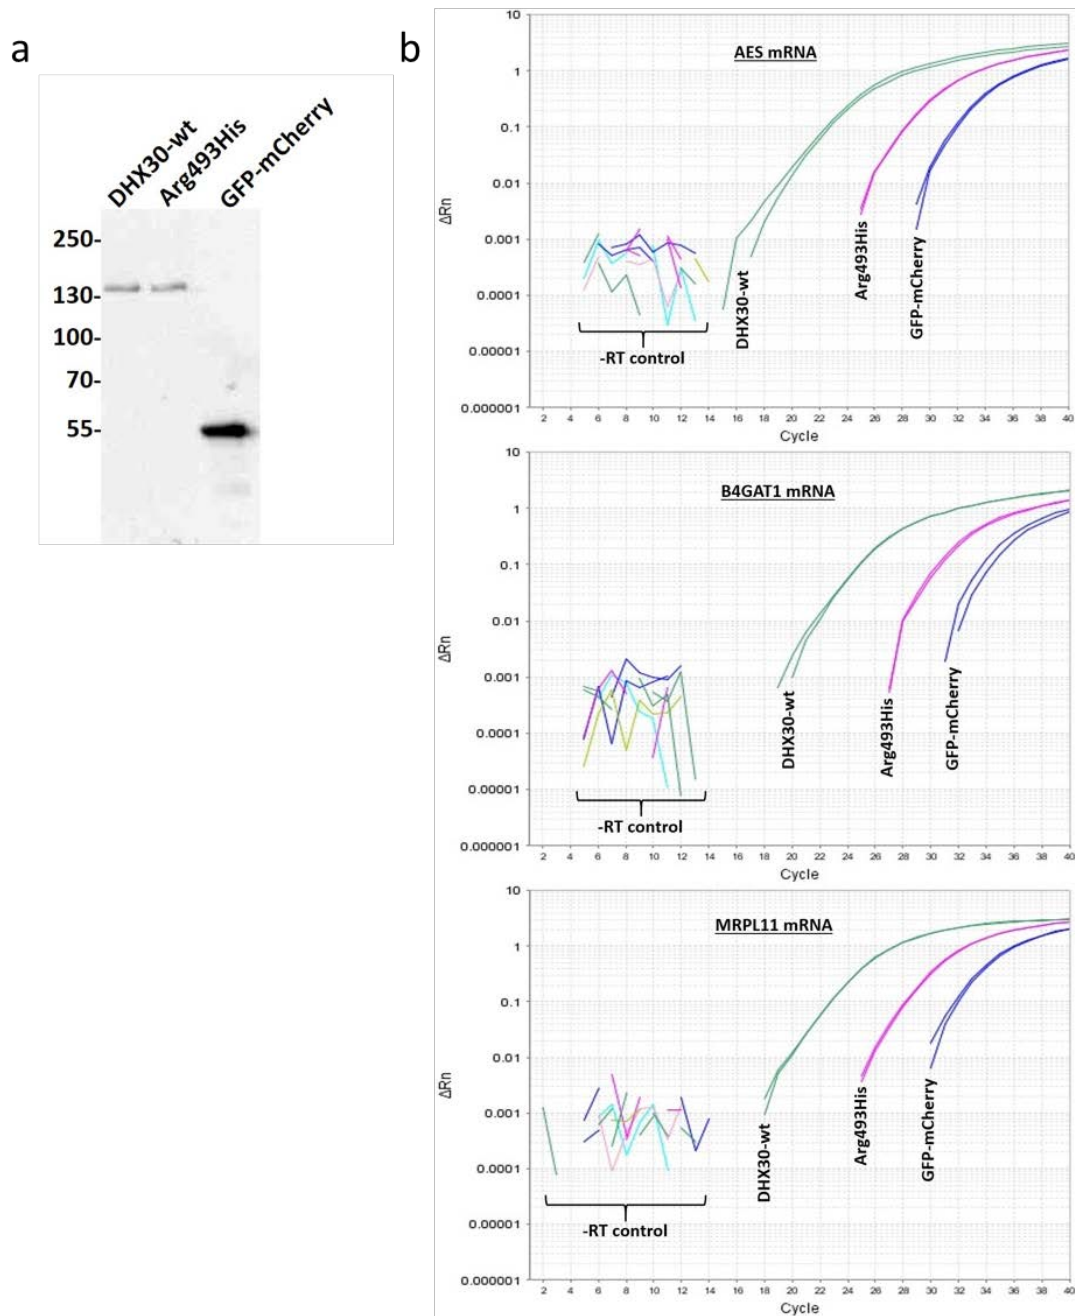 a
DHX30-wt
Arg493His
GFP-mCherry
250-
130-
100-
70-
55-
b
AES mRNA
10
1
0.1
0.01
0.001
0.0001
0.00001
0.000001
ΔRn
-RT control
DHX30-wt
Arg493His
GFP-mCherry
2 4 6 8 10 12 14 16 18 20 22 24 26 28 30 32 34 36 38 40
Cycle
B4GAT1 mRNA
10
1
0.1
0.01
0.001
0.0001
0.00001
0.000001
ΔRn
-RT control
DHX30-wt
Arg493His
GFP-mCherry
2 4 6 8 10 12 14 16 18 20 22 24 26 28 30 32 34 36 38 40
Cycle
MRPL11 mRNA
10
1
0.1
0.01
0.001
0.0001
0.00001
0.000001
ΔRn
-RT control
DHX30-wt
Arg493His
GFP-mCherry
2 4 6 8 10 12 14 16 18 20 22 24 26 28 30 32 34 36 38 40
Cycle